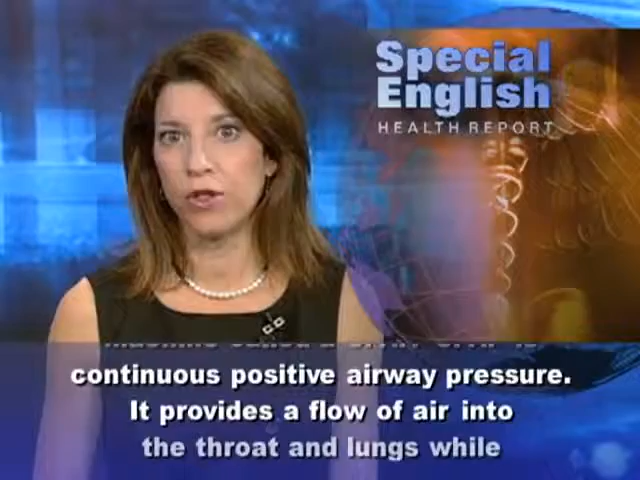 Special
English
HEALTH REPORT
continuous positive airway pressure.
It provides a flow of air into
the throat and lungs while